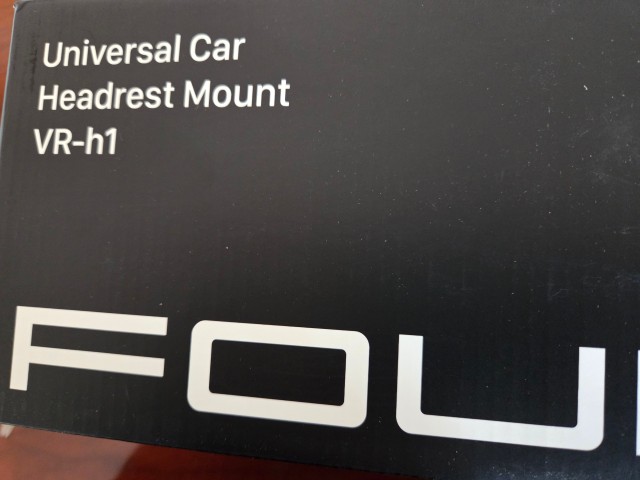 Universal Car
Headrest Mount
VR-h1
FOU